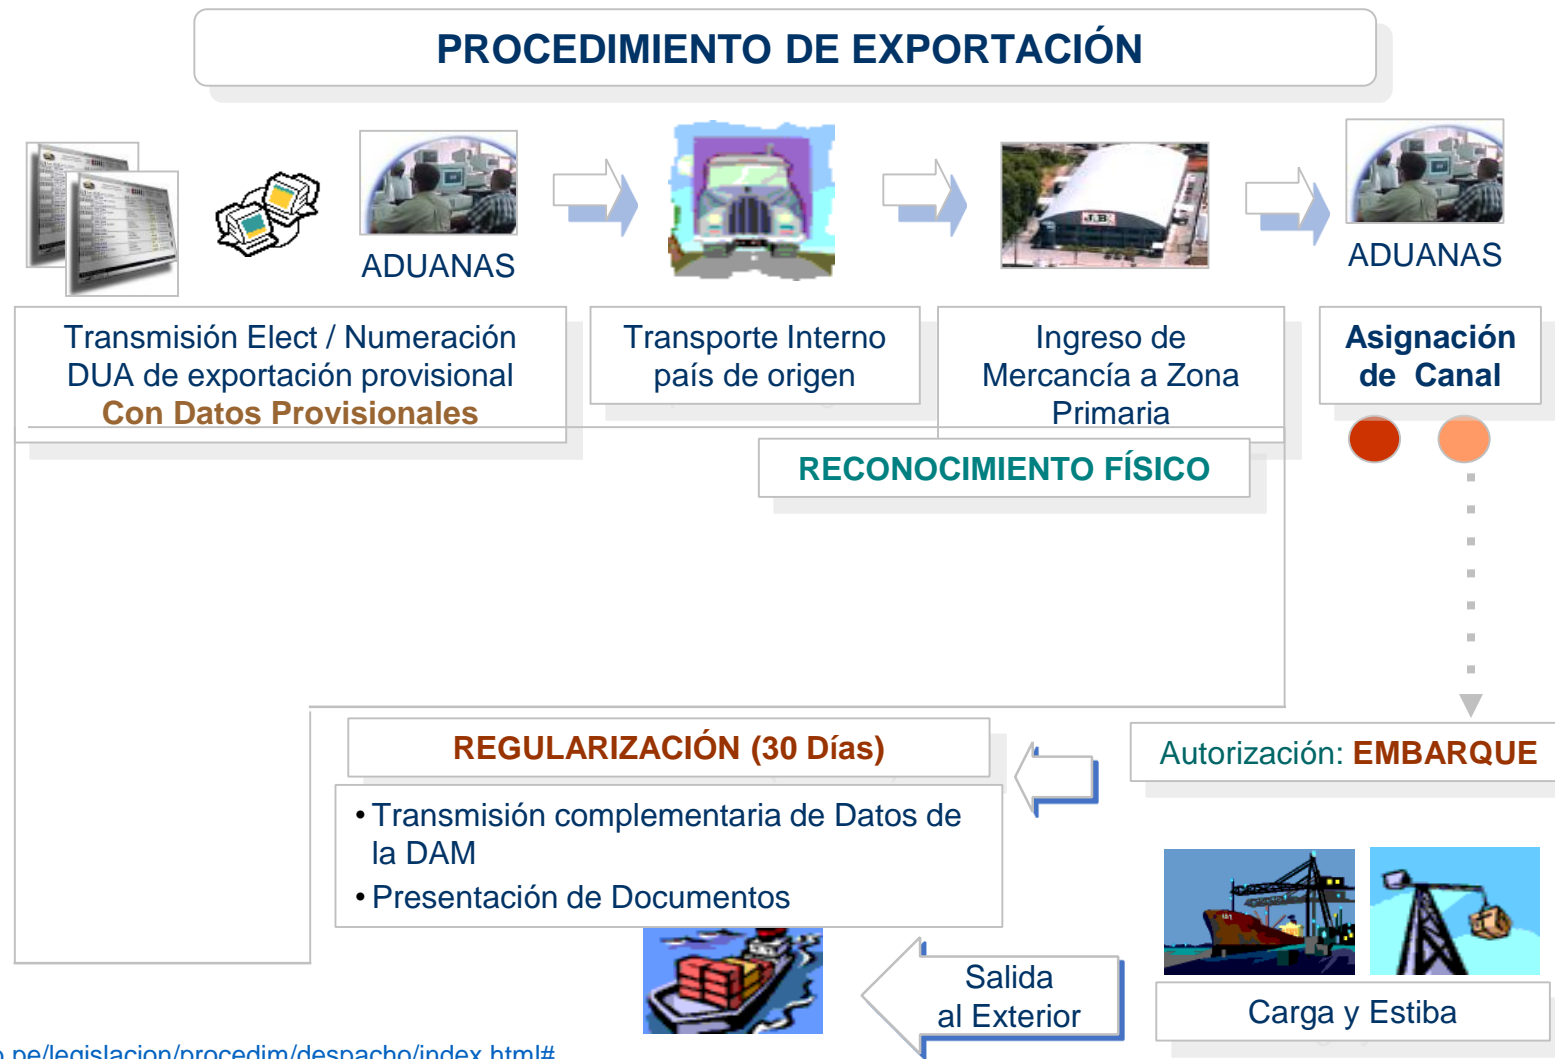 PROCEDIMIENTO DE EXPORTACIÓN
ADUANAS
ADUANAS
Transmisión Elect / Numeración
DUA de exportación provisional
Con Datos Provisionales
Transporte Interno
país de origen
Ingreso de
Mercancía a Zona
Primaria
Asignación
de Canal
RECONOCIMIENTO FÍSICO
REGULARIZACIÓN (30 Días)
• Transmisión complementaria de Datos de
la DAM
• Presentación de Documentos
Autorización: EMBARQUE
Salida
al Exterior
Carga y Estiba
.pe/legislacion/procedim/despacho/index.html#